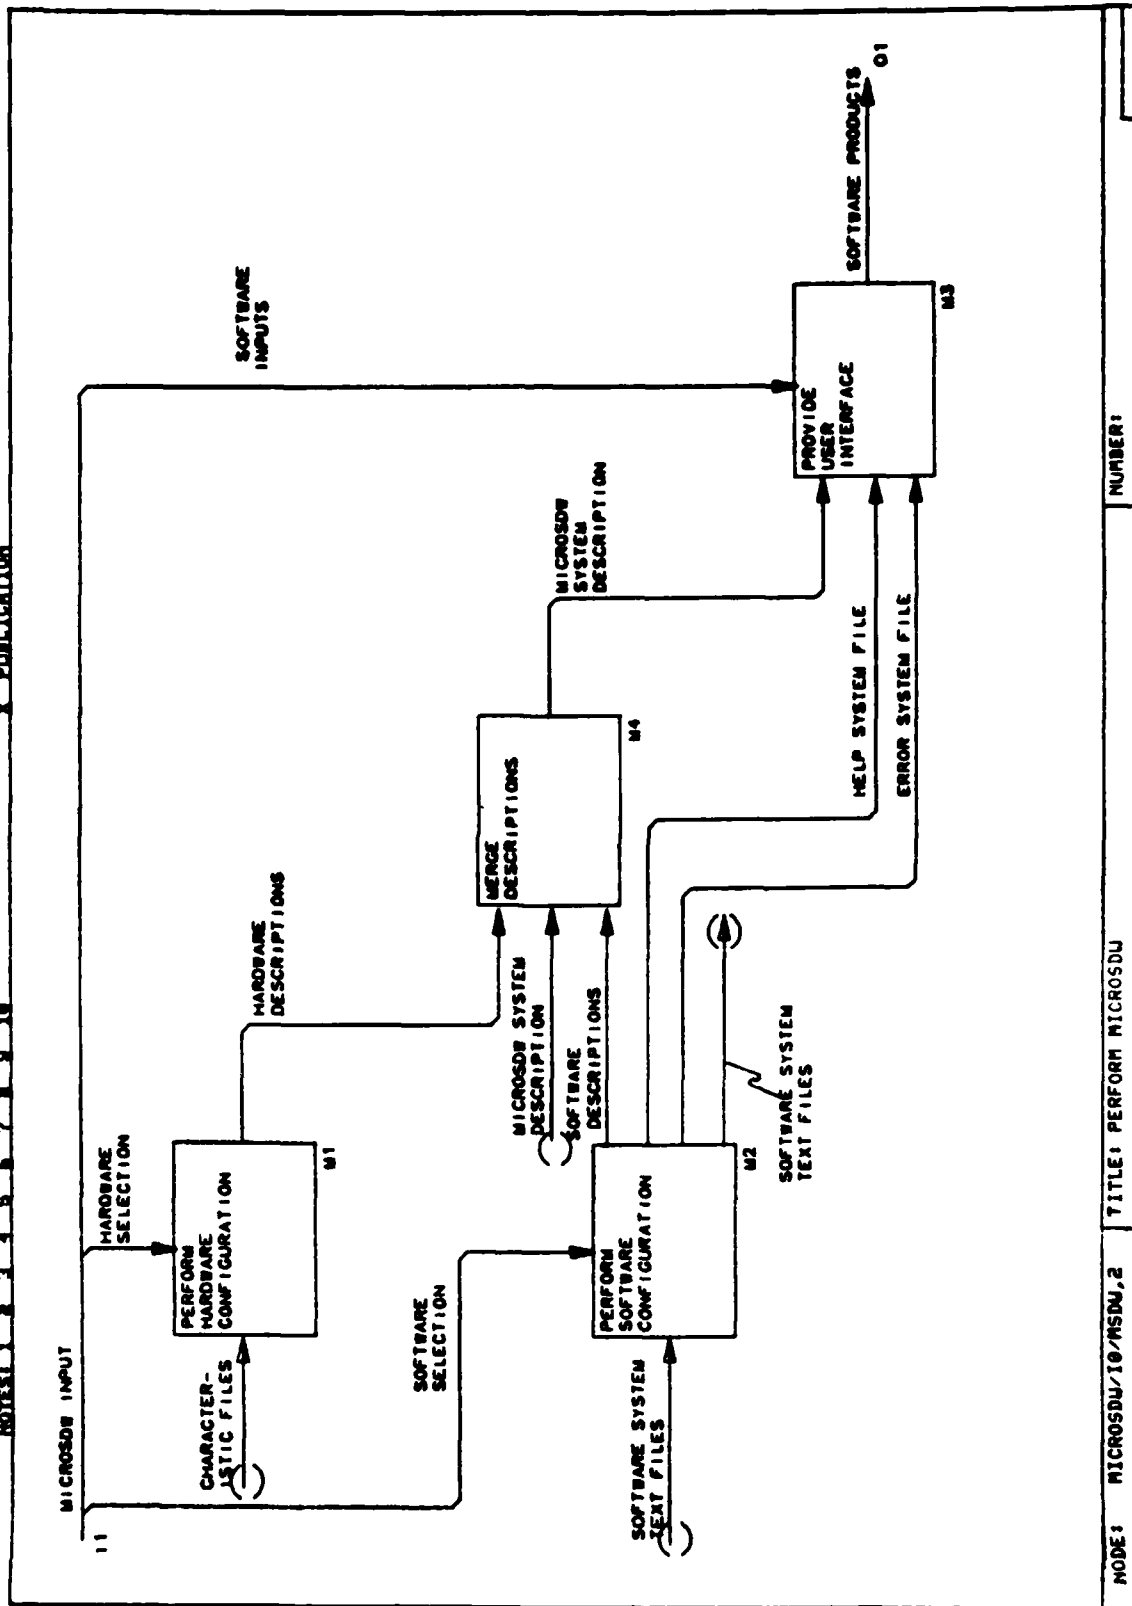 NOTES: 1 2 3 4 5 6 7 8 9 10
X PUBLICATION
MICROSDW INPUT
I1
HARDWARE
SELECTION
PERFORM
HARDWARE
CONFIGURATION
M1
CHARACTER-
ISTIC FILES
HARDWARE
DESCRIPTIONS
SOFTWARE
INPUTS
SOFTWARE
SELECTION
MICROSDW SYSTEM
DESCRIPTION
SOFTWARE
DESCRIPTIONS
MERGE
DESCRIPTIONS
M4
MICROSDW
SYSTEM
DESCRIPTION
PERFORM
SOFTWARE
CONFIGURATION
M2
SOFTWARE SYSTEM
TEXT FILES
SOFTWARE SYSTEM
TEXT FILES
HELP SYSTEM FILE
ERROR SYSTEM FILE
PROVIDE
USER
INTERFACE
M3
SOFTWARE PRODUCTS
O1
NODE: MICROSDW/I0/MSDW,2
TITLE: PERFORM MICROSDW
NUMBER: